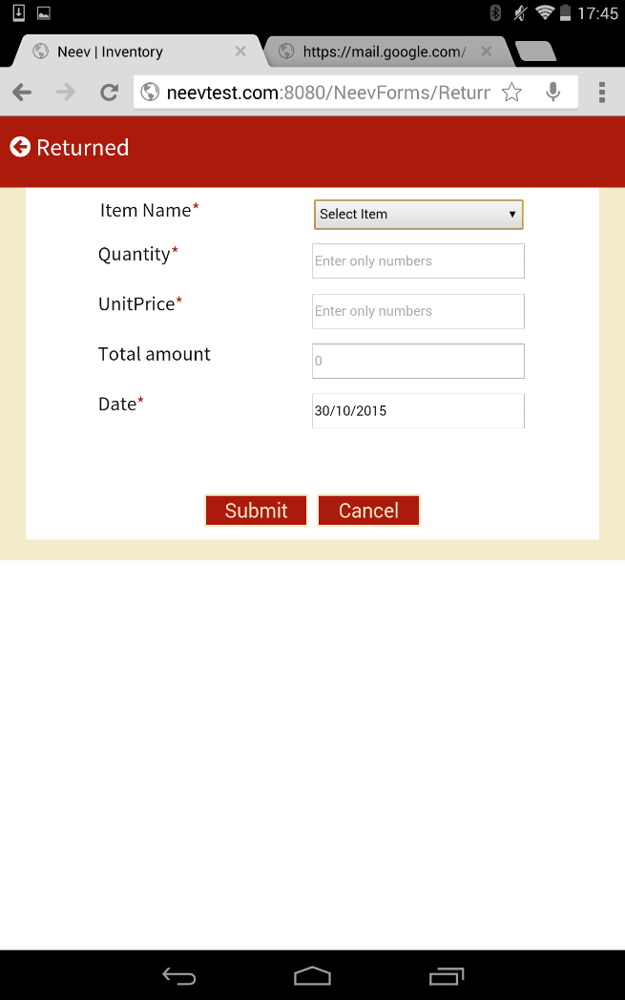 17:45
Neev | Inventory
https://mail.google.com/
neevtest.com:8080/NeevForms/Return
Returned
Item Name* Select Item
Quantity* Enter only numbers
UnitPrice* Enter only numbers
Total amount 0
Date* 30/10/2015
Submit Cancel